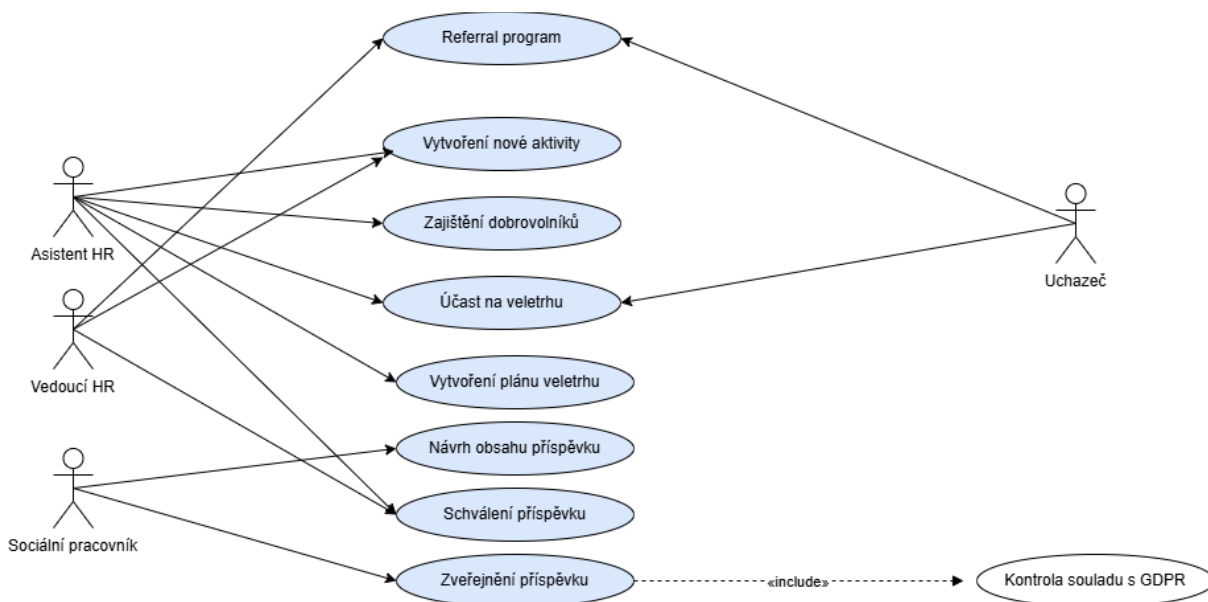 Referral program
Vytvoření nové aktivity
Zajištění dobrovolníků
Asistent HR
Uchazeč
Účast na veletrhu
Vedoucí HR
Vytvoření plánu veletrhu
Návrh obsahu příspěvku
Schválení příspěvku
Sociální pracovník
Zveřejnění příspěvku
«include»
Kontrola souladu s GDPR